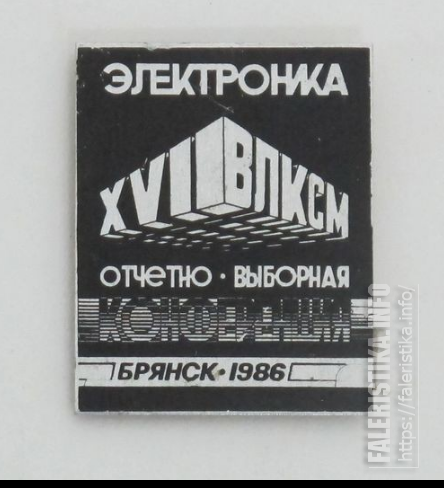 ЭЛЕКТРОНИКА
XVI ВЛКСМ
ОТЧЕТНО · ВЫБОРНАЯ
КОНФЕРЕНЦИЯ
БРЯНСК · 1986
FALERISTIKA.INFO
https://faleristika.info/